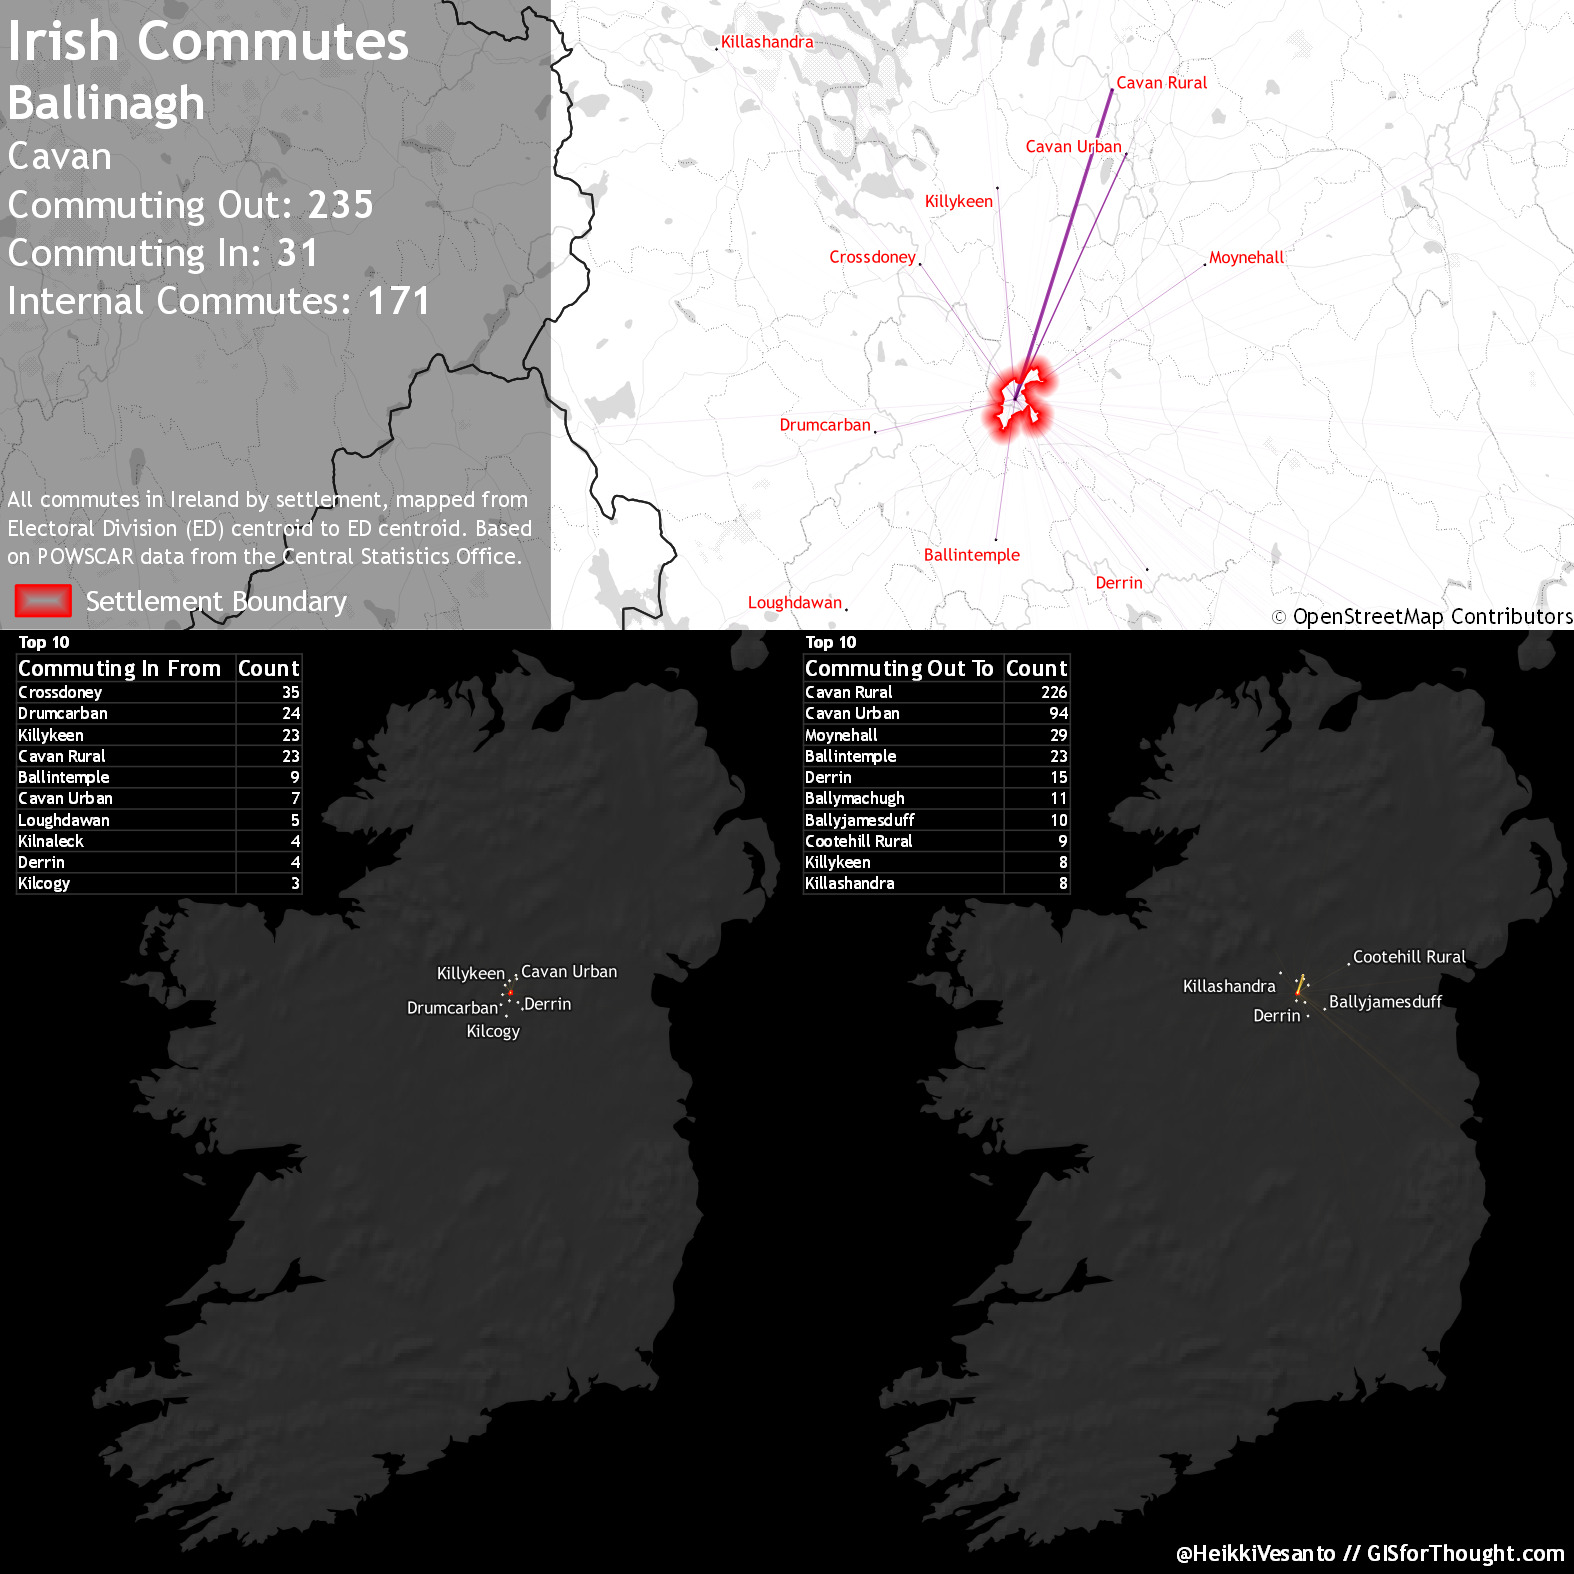 Irish Commutes
Ballinagh
Cavan
Commuting Out: 235
Commuting In: 31
Internal Commutes: 171
All commutes in Ireland by settlement, mapped from
Electoral Division (ED) centroid to ED centroid. Based
on POWSCAR data from the Central Statistics Office.
Settlement Boundary
Killashandra
Cavan Rural
Cavan Urban
Killykeen
Crossdoney
Moynehall
Drumcarban
Ballintemple
Derrin
Loughdawan
© OpenStreetMap Contributors
Top 10
Commuting In From Count
Crossdoney 35
Drumcarban 24
Killykeen 23
Cavan Rural 23
Ballintemple 9
Cavan Urban 7
Loughdawan 5
Kilnaleck 4
Derrin 4
Kilcogy 3
Killykeen
Cavan Urban
Drumcarban
Derrin
Kilcogy
Top 10
Commuting Out To Count
Cavan Rural 226
Cavan Urban 94
Moynehall 29
Ballintemple 23
Derrin 15
Ballymachugh 11
Ballyjamesduff 10
Cootehill Rural 9
Killykeen 8
Killashandra 8
Cootehill Rural
Killashandra
Ballyjamesduff
Derrin
@HeikkiVesanto // GISforThought.com